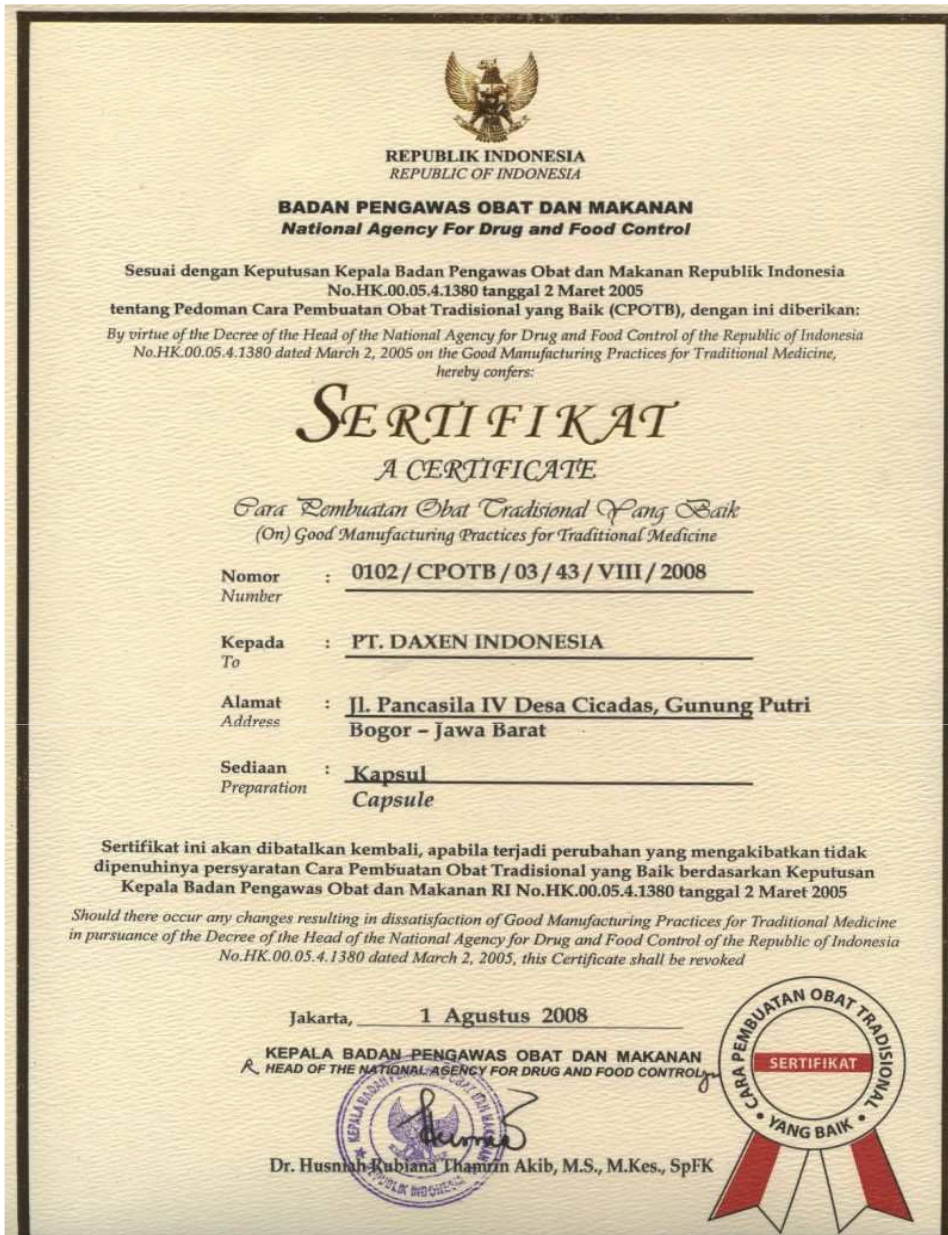 REPUBLIK INDONESIA
REPUBLIC OF INDONESIA
BADAN PENGAWAS OBAT DAN MAKANAN
National Agency For Drug and Food Control
Sesuai dengan Keputusan Kepala Badan Pengawas Obat dan Makanan Republik Indonesia
No.HK.00.05.4.1380 tanggal 2 Maret 2005
tentang Pedoman Cara Pembuatan Obat Tradisional yang Baik (CPOTB), dengan ini diberikan:
By virtue of the Decree of the Head of the National Agency for Drug and Food Control of the Republic of Indonesia
No.HK.00.05.4.1380 dated March 2, 2005 on the Good Manufacturing Practices for Traditional Medicine,
hereby confers:
SERTIFIKAT
A CERTIFICATE
Cara Pembuatan Obat Tradisional Yang Baik
(On) Good Manufacturing Practices for Traditional Medicine
Nomor : 0102 / CPOTB / 03 / 43 / VIII / 2008
Number
Kepada : PT. DAXEN INDONESIA
To
Alamat : Jl. Pancasila IV Desa Cicadas, Gunung Putri
Address Bogor – Jawa Barat
Sediaan : Kapsul
Preparation Capsule
Sertifikat ini akan dibatalkan kembali, apabila terjadi perubahan yang mengakibatkan tidak
dipenuhinya persyaratan Cara Pembuatan Obat Tradisional yang Baik berdasarkan Keputusan
Kepala Badan Pengawas Obat dan Makanan RI No.HK.00.05.4.1380 tanggal 2 Maret 2005
Should there occur any changes resulting in dissatisfaction of Good Manufacturing Practices for Traditional Medicine
in pursuance of the Decree of the Head of the National Agency for Drug and Food Control of the Republic of Indonesia
No.HK.00.05.4.1380 dated March 2, 2005, this Certificate shall be revoked
Jakarta, 1 Agustus 2008
KEPALA BADAN PENGAWAS OBAT DAN MAKANAN
HEAD OF THE NATIONAL AGENCY FOR DRUG AND FOOD CONTROL
Dr. Husniah Rubiana Thamrin Akib, M.S., M.Kes., SpFK
KEPALA BADAN PENGAWAS OBAT DAN MAKANAN
REPUBLIK INDONESIA
CARA PEMBUATAN OBAT TRADISIONAL
SERTIFIKAT
• YANG BAIK •